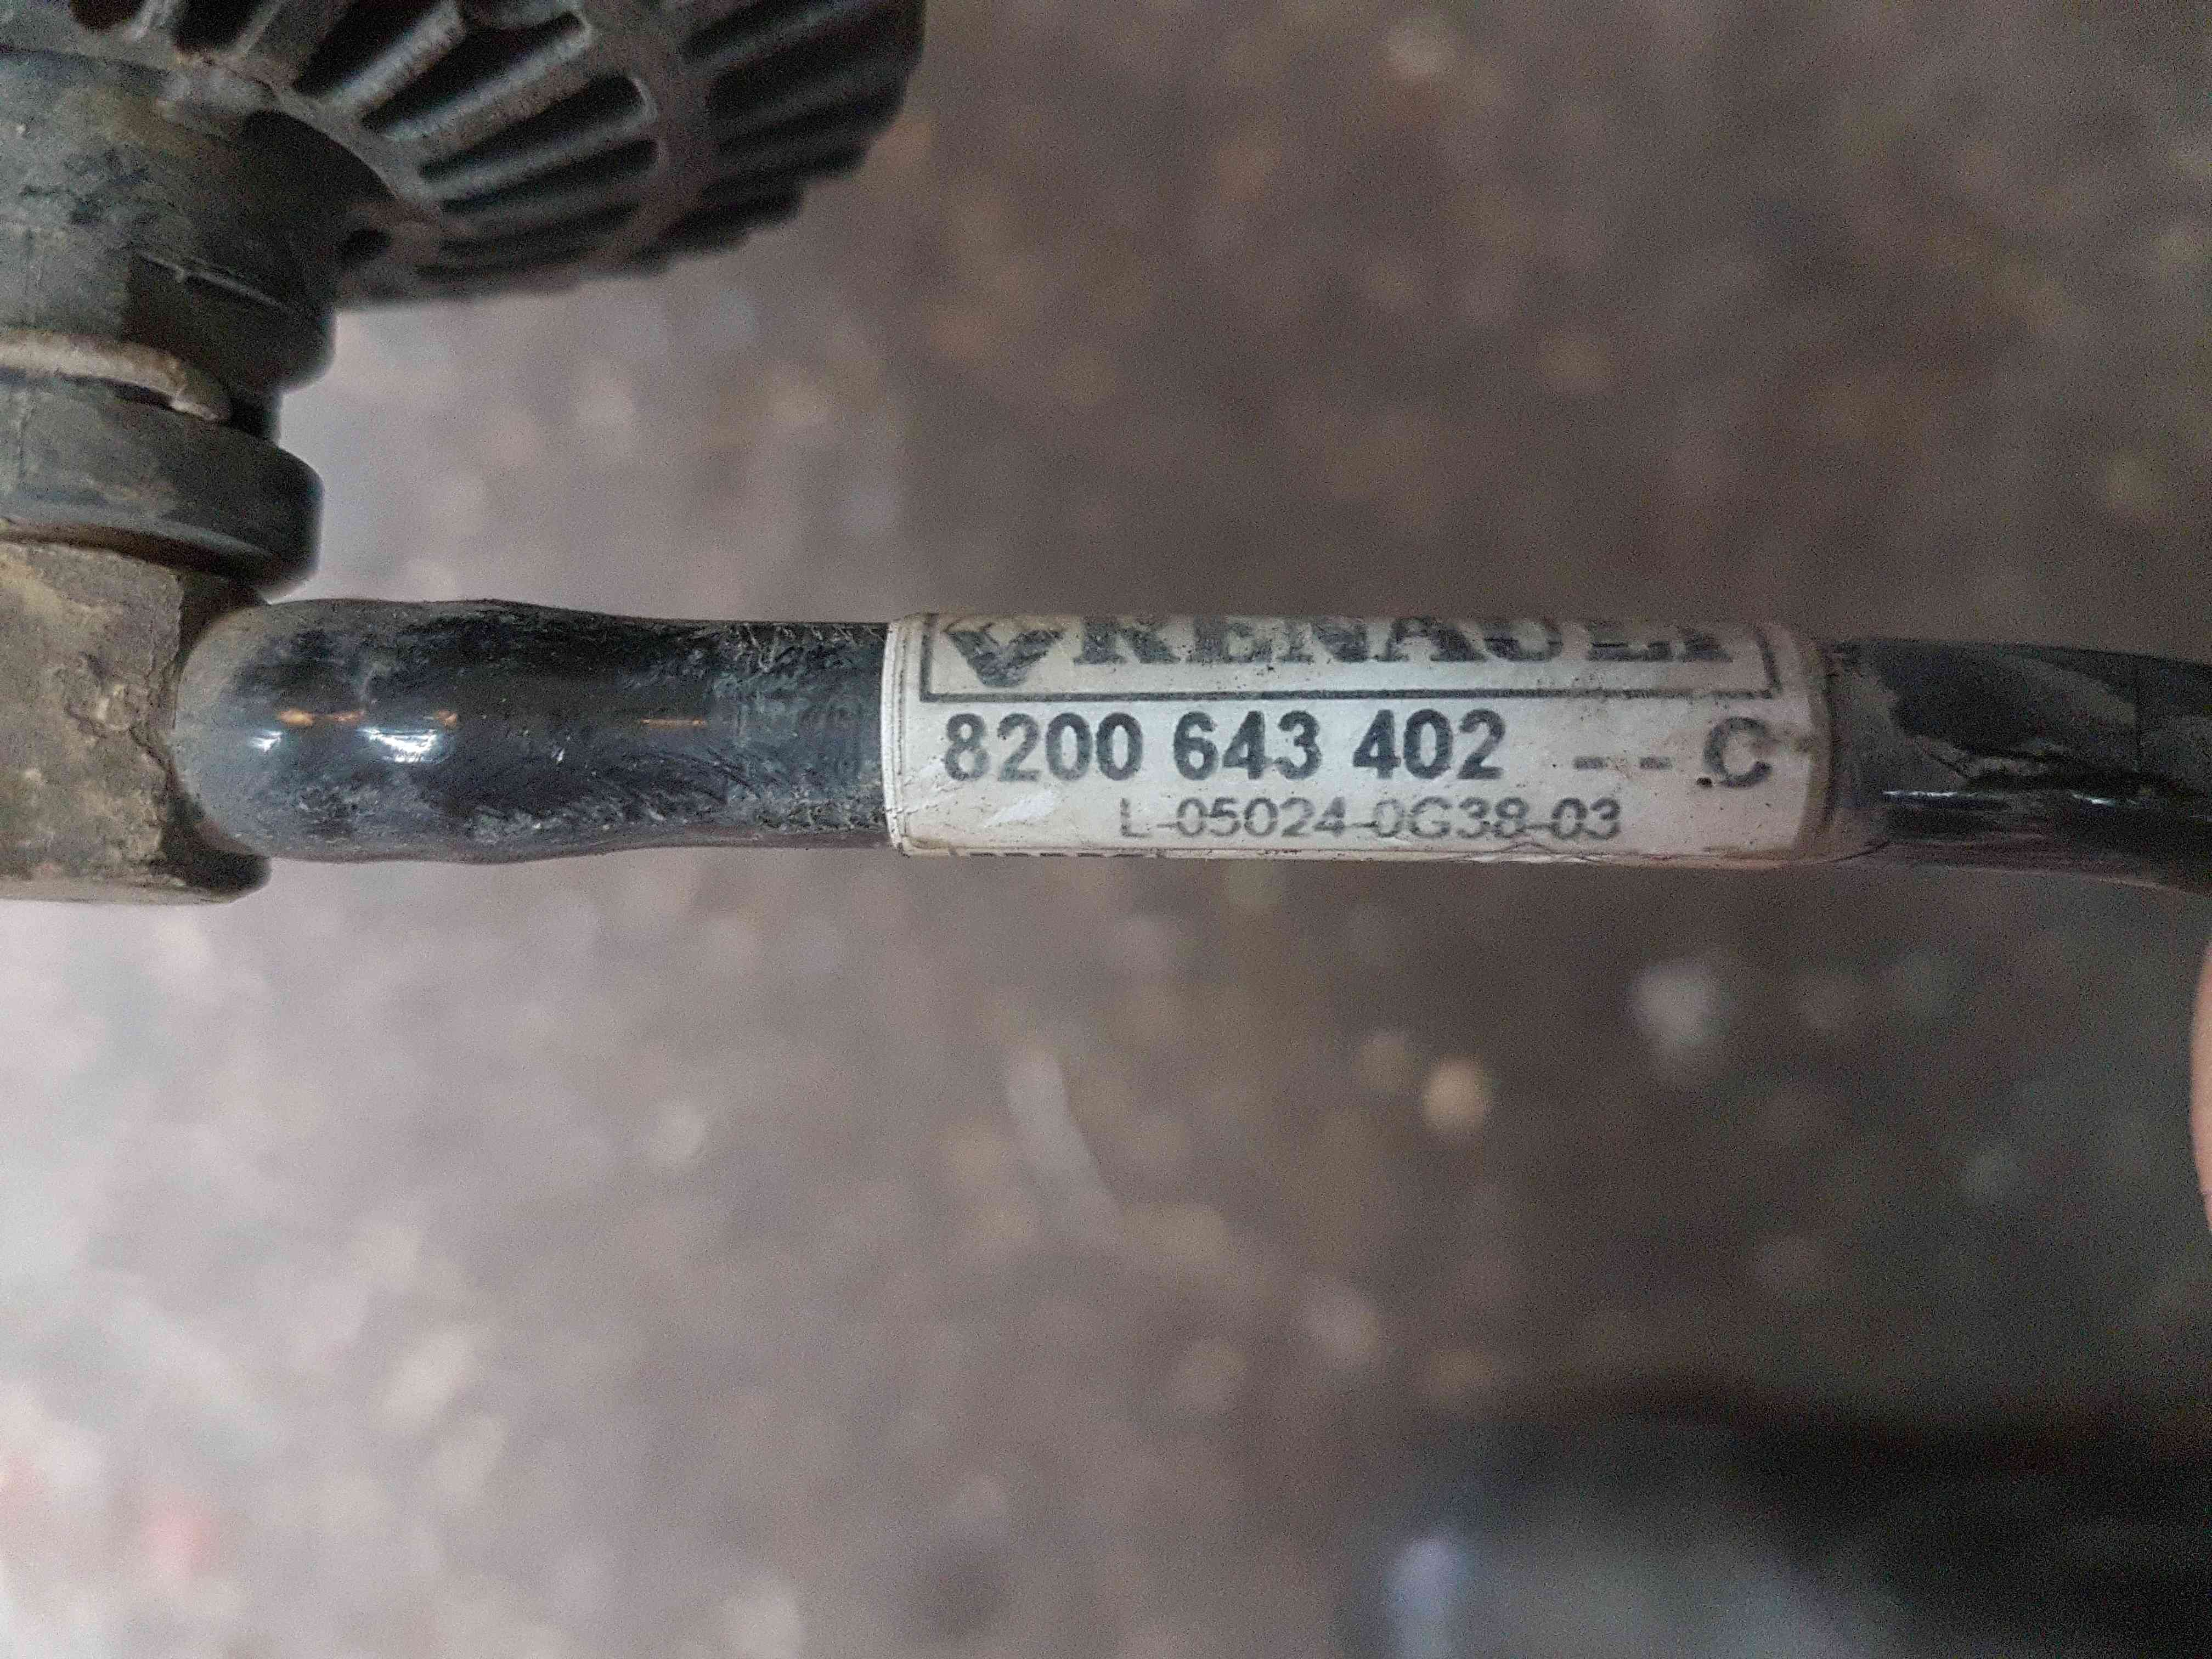 RENAULT
8200 643 402 -- C
L-05024-0G38-03